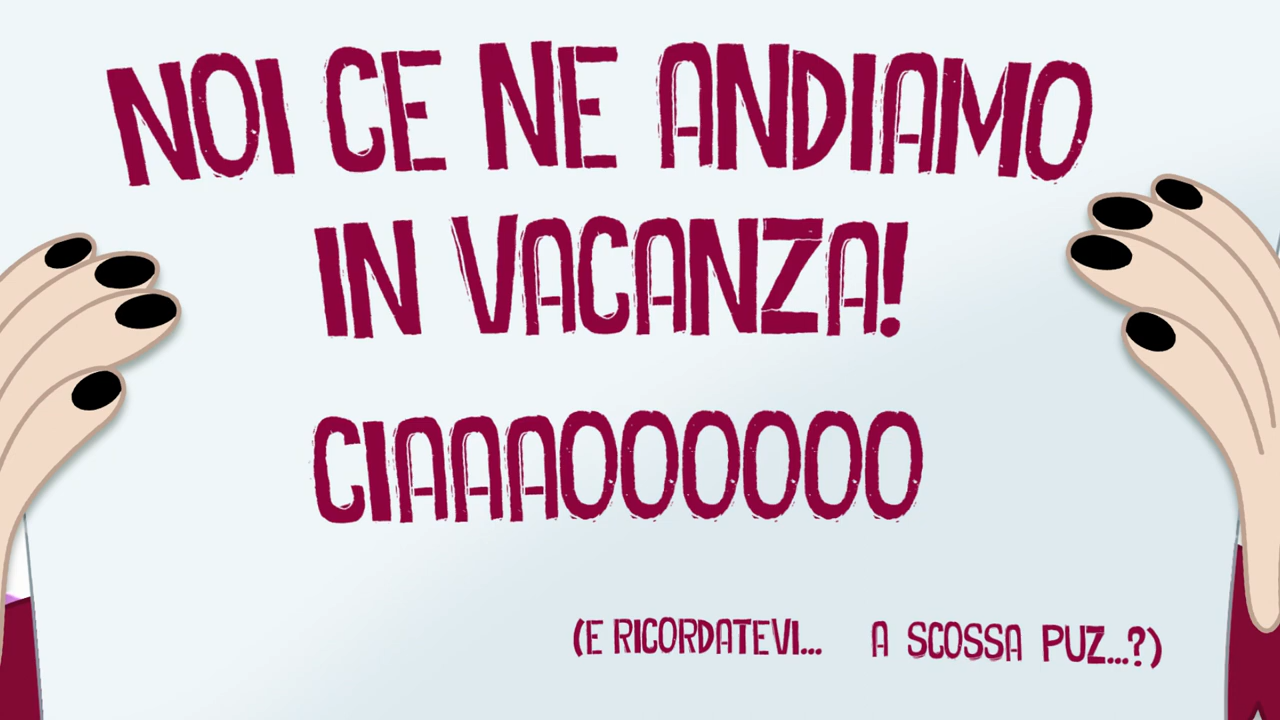 NOI CE NE ANDIAMO
IN VACANZA!
CIAAAOOOOOO
(E RICORDATEVI... A SCOSSA PUZ...?)